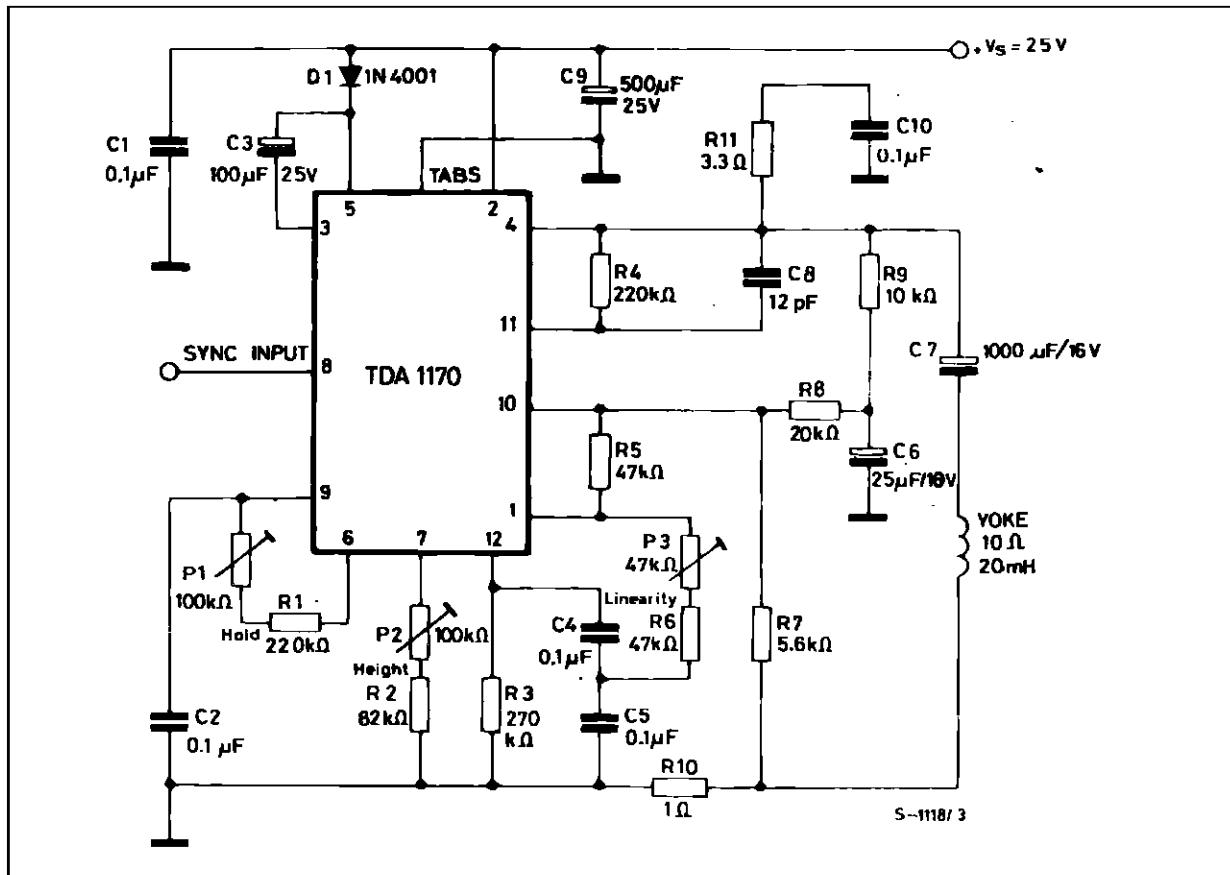 + Vs = 25 V
D1 1N4001
C9 500µF 25V
C1 0.1µF
C3 100µF 25V
R11 3.3Ω
C10 0.1µF
TABS
5
2
3
4
R4 220kΩ
C8 12 pF
R9 10 kΩ
11
SYNC INPUT
8
TDA 1170
C7 1000 µF/16V
10
R8 20kΩ
R5 47kΩ
C6 25µF/16V
9
1
6
7
12
YOKE 10Ω 20mH
P1 100kΩ
Hold
R1 220kΩ
P2 100kΩ
Height
R2 82kΩ
P3 47kΩ
Linearity
R6 47kΩ
C4 0.1µF
R7 5.6kΩ
C2 0.1 µF
R3 270 kΩ
C5 0.1µF
R10 1Ω
S-1118/3